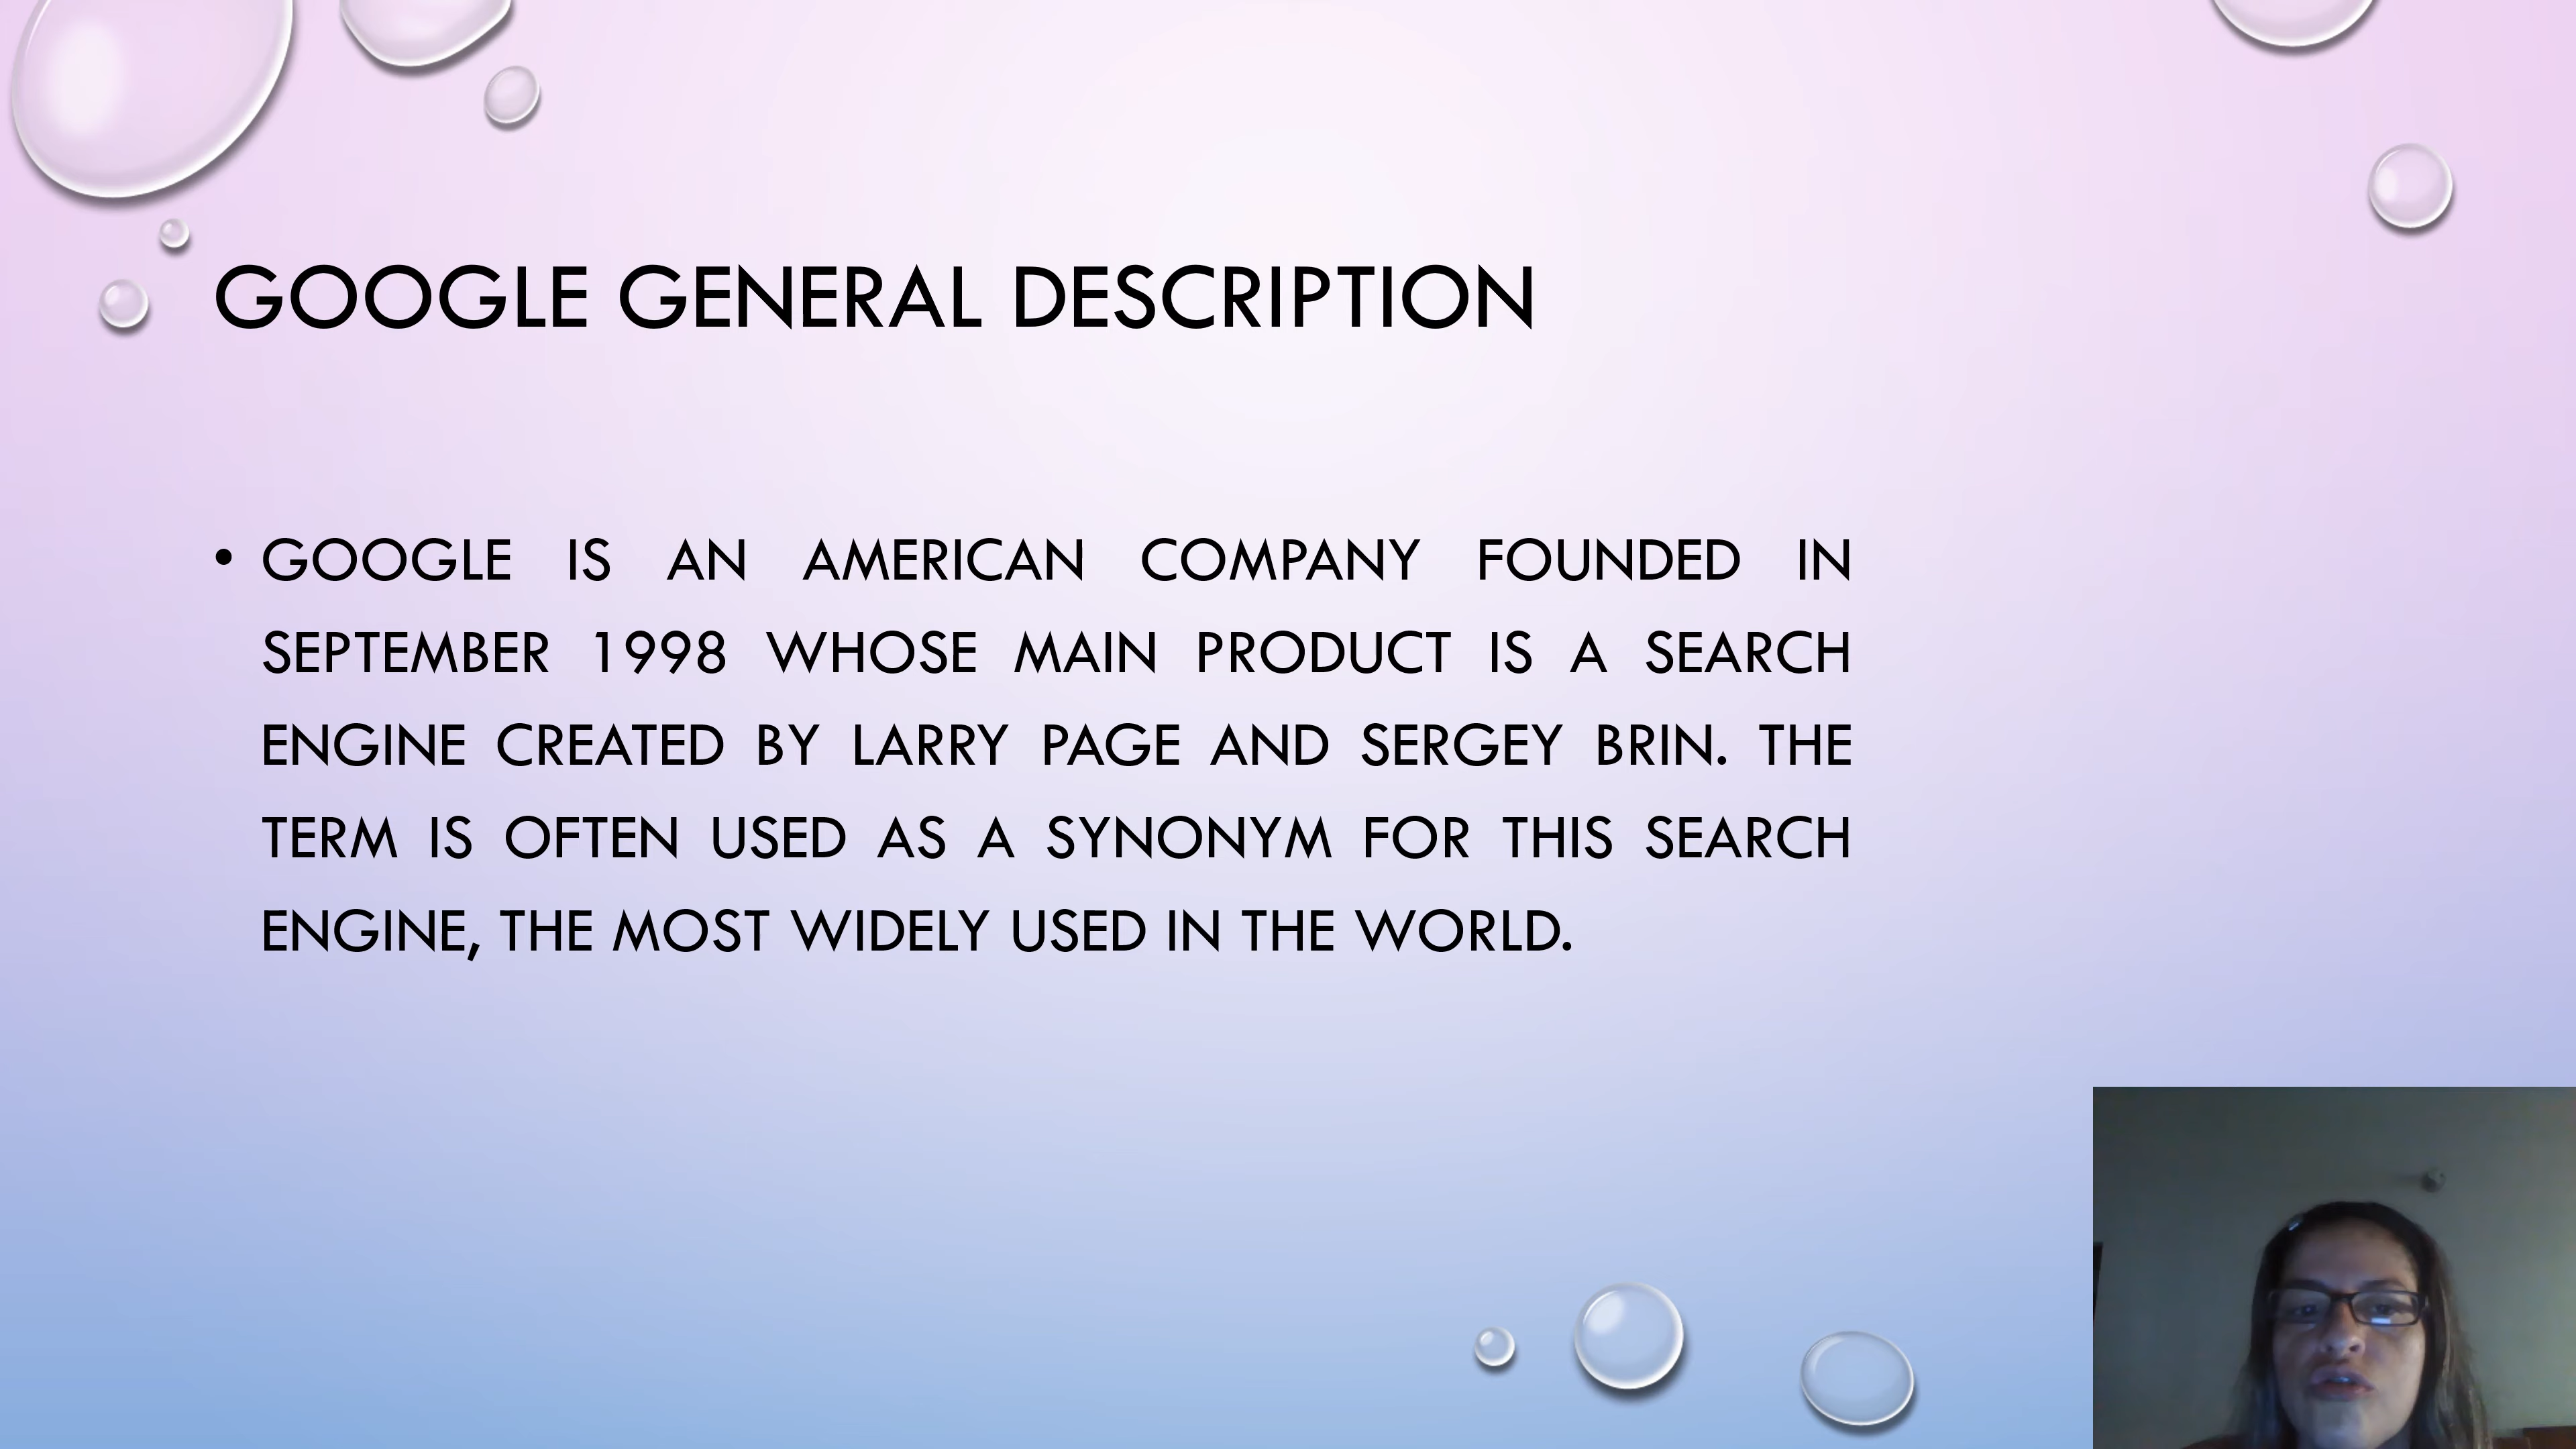 GOOGLE GENERAL DESCRIPTION
• GOOGLE IS AN AMERICAN COMPANY FOUNDED IN
SEPTEMBER 1998 WHOSE MAIN PRODUCT IS A SEARCH
ENGINE CREATED BY LARRY PAGE AND SERGEY BRIN. THE
TERM IS OFTEN USED AS A SYNONYM FOR THIS SEARCH
ENGINE, THE MOST WIDELY USED IN THE WORLD.